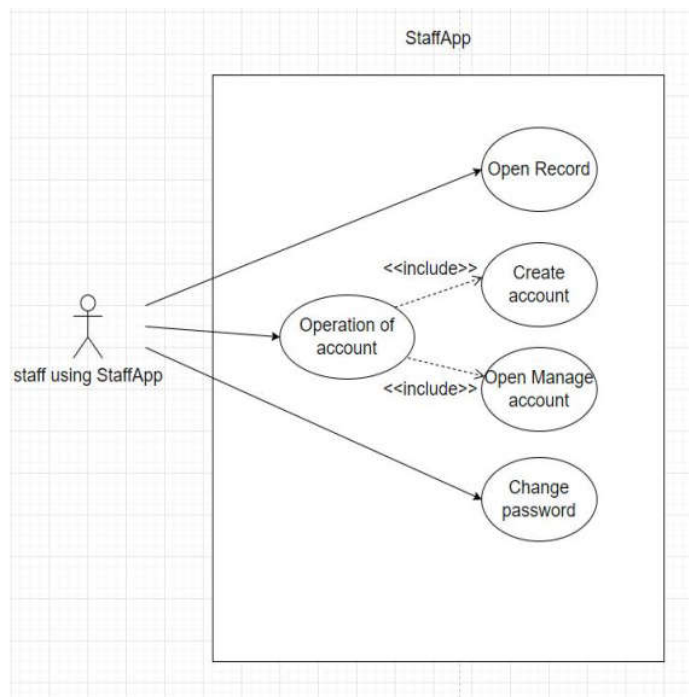 StaffApp
Open Record
<<include>>
Create
account
Operation of
account
staff using StaffApp
<<include>>
Open Manage
account
Change
password